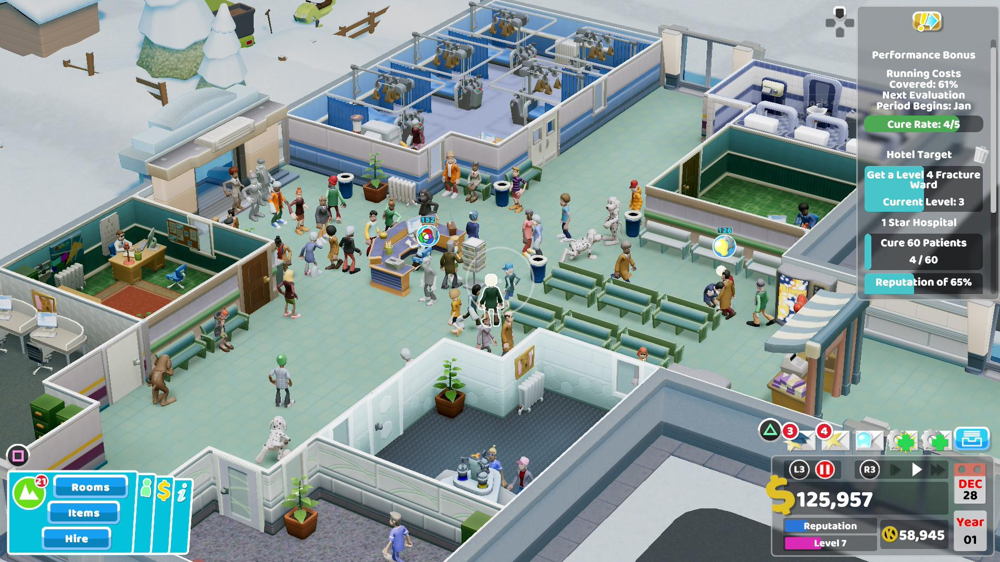 Performance Bonus
Running Costs
Covered: 61%
Next Evaluation
Period Begins: Jan
Cure Rate: 4/5
Hotel Target
Get a Level 4 Fracture
Ward
Current Level: 3
1 Star Hospital
Cure 60 Patients
4 / 60
Reputation of 65%
152
126
3
4
L3
R3
$125,957
DEC
28
Reputation
Level 7
K 58,945
Year
01
21
Rooms
Items
Hire
$
i